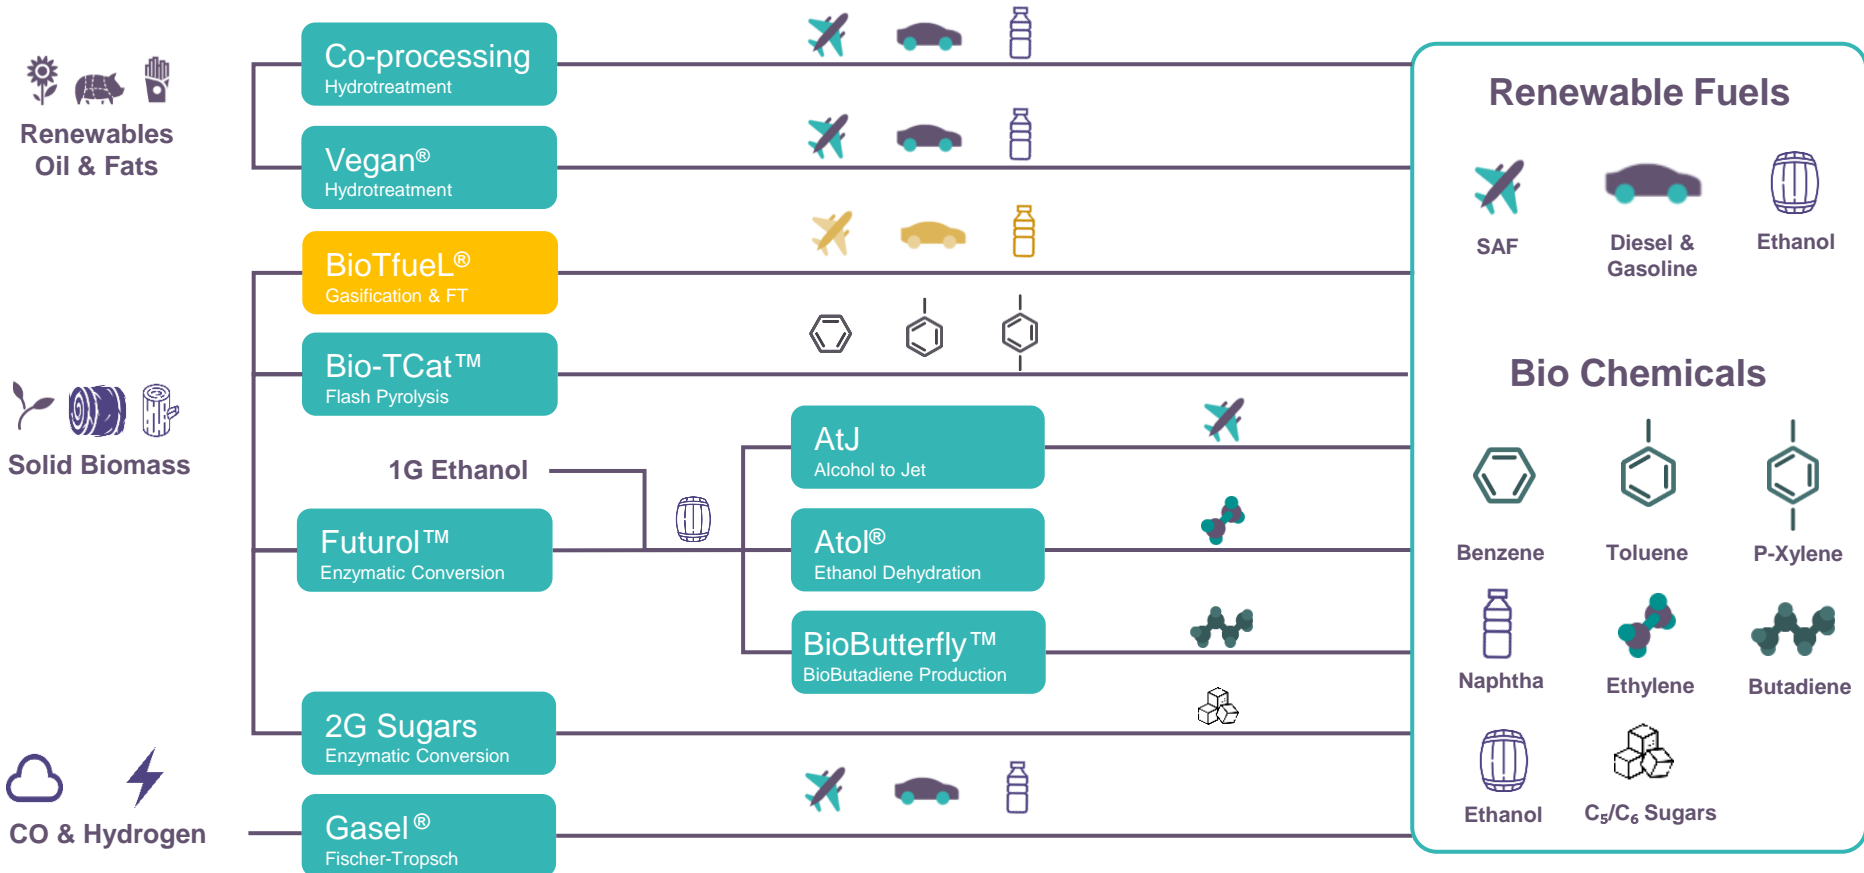 Renewables
Oil & Fats
Co-processing
Hydrotreatment
Vegan®
Hydrotreatment
Solid Biomass
BioTfueL®
Gasification & FT
Bio-TCat™
Flash Pyrolysis
1G Ethanol
Futurol™
Enzymatic Conversion
AtJ
Alcohol to Jet
Atol®
Ethanol Dehydration
BioButterfly™
BioButadiene Production
2G Sugars
Enzymatic Conversion
CO & Hydrogen
Gasel®
Fischer-Tropsch
Renewable Fuels
SAF
Diesel &
Gasoline
Ethanol
Bio Chemicals
Benzene
Toluene
P-Xylene
Naphtha
Ethylene
Butadiene
Ethanol
C₅/C₆ Sugars